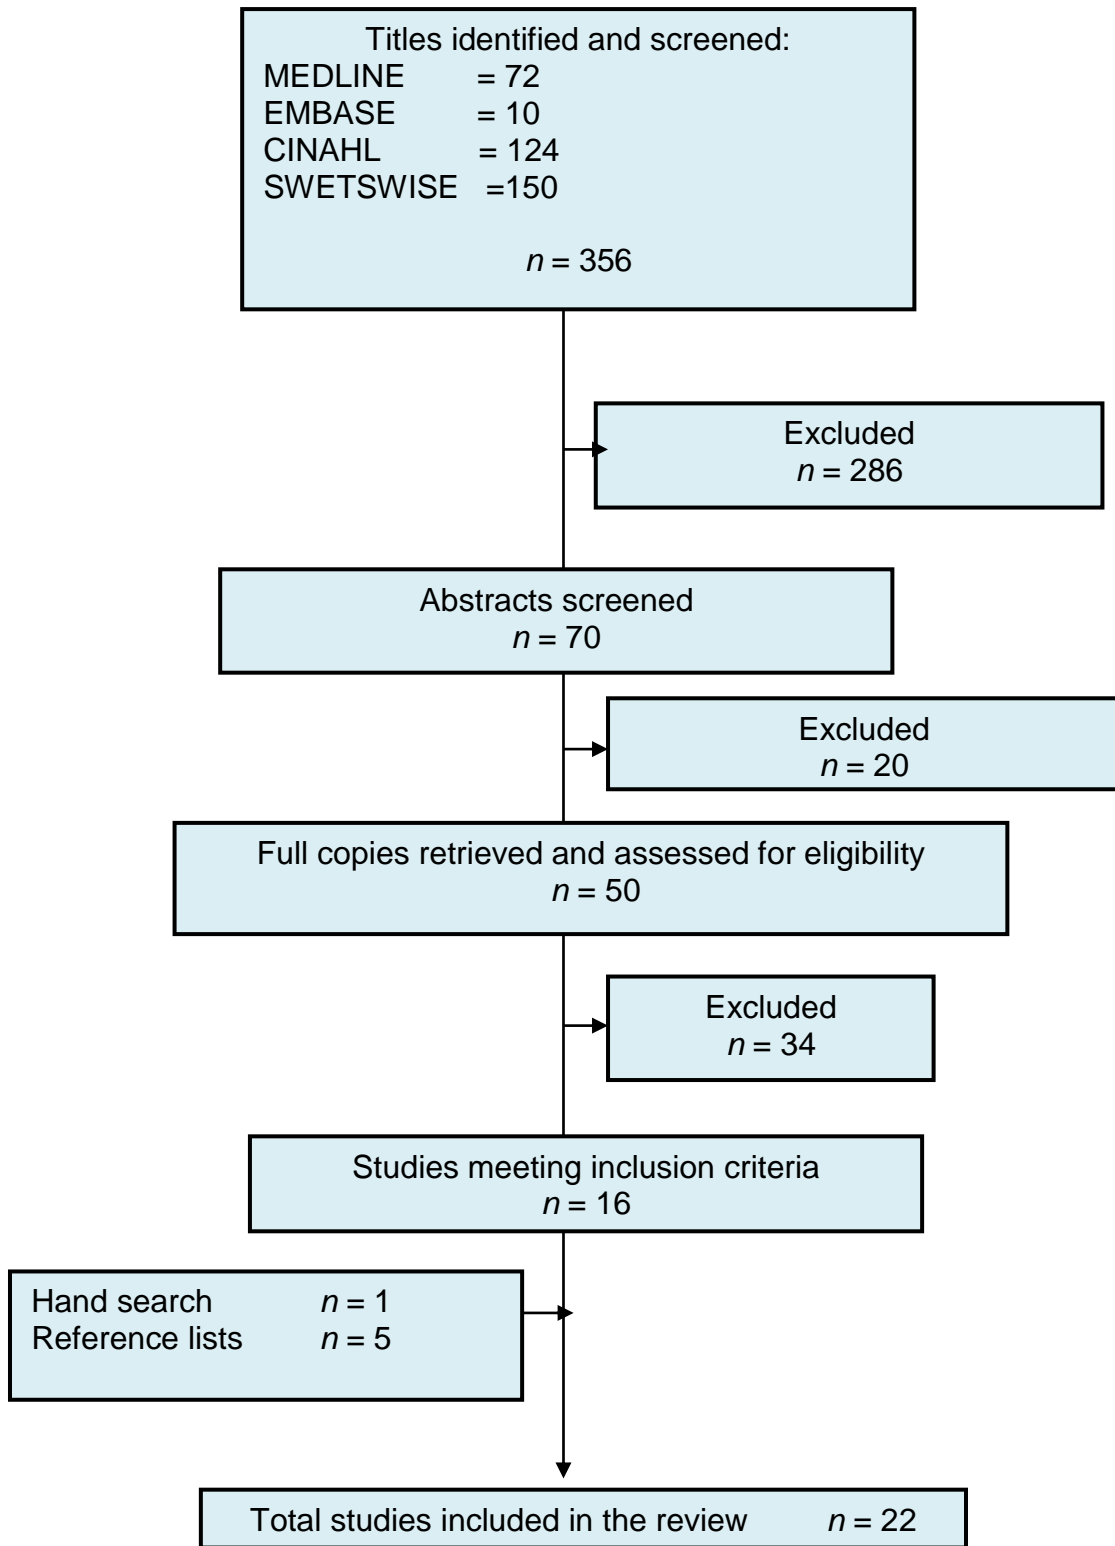 Titles identified and screened:
MEDLINE = 72
EMBASE = 10
CINAHL = 124
SWETSWISE =150
n = 356
Excluded
n = 286
Abstracts screened
n = 70
Excluded
n = 20
Full copies retrieved and assessed for eligibility
n = 50
Excluded
n = 34
Studies meeting inclusion criteria
n = 16
Hand search n = 1
Reference lists n = 5
Total studies included in the review n = 22